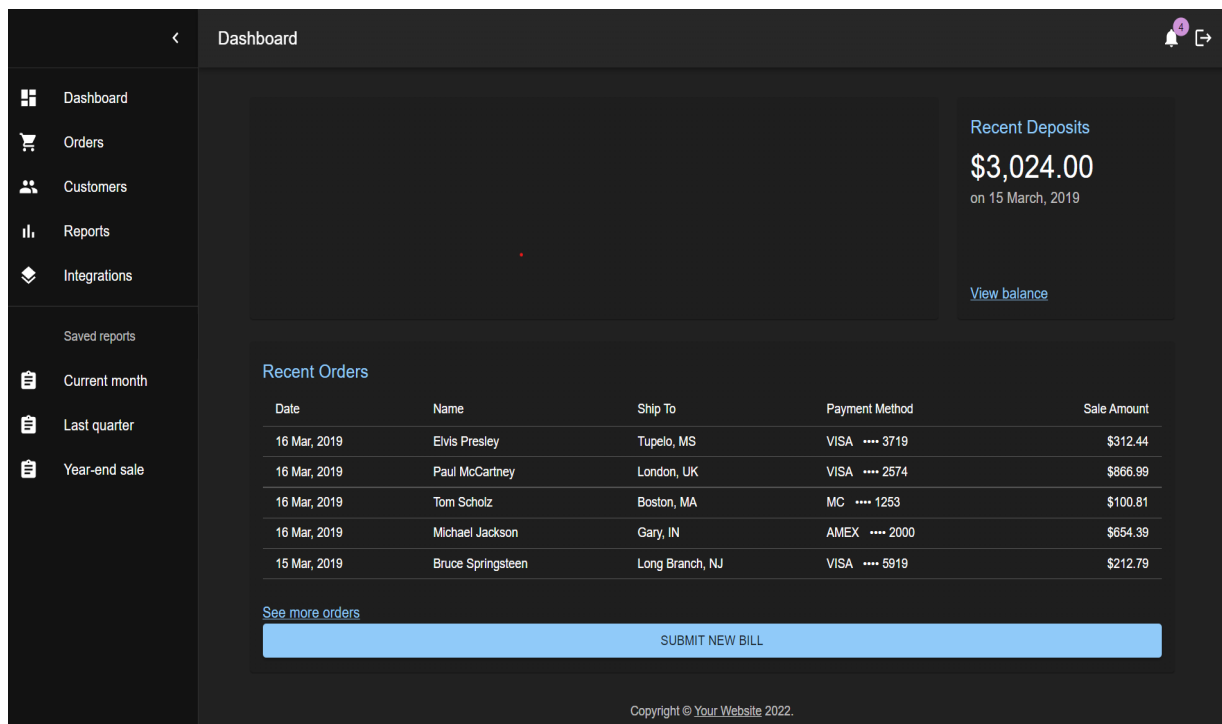 Dashboard
4
Dashboard
Orders
Customers
Reports
Integrations
Saved reports
Current month
Last quarter
Year-end sale
Recent Deposits
$3,024.00
on 15 March, 2019
View balance
Recent Orders
Date Name Ship To Payment Method Sale Amount
16 Mar, 2019 Elvis Presley Tupelo, MS VISA •••• 3719 $312.44
16 Mar, 2019 Paul McCartney London, UK VISA •••• 2574 $866.99
16 Mar, 2019 Tom Scholz Boston, MA MC •••• 1253 $100.81
16 Mar, 2019 Michael Jackson Gary, IN AMEX •••• 2000 $654.39
15 Mar, 2019 Bruce Springsteen Long Branch, NJ VISA •••• 5919 $212.79
See more orders
SUBMIT NEW BILL
Copyright © Your Website 2022.